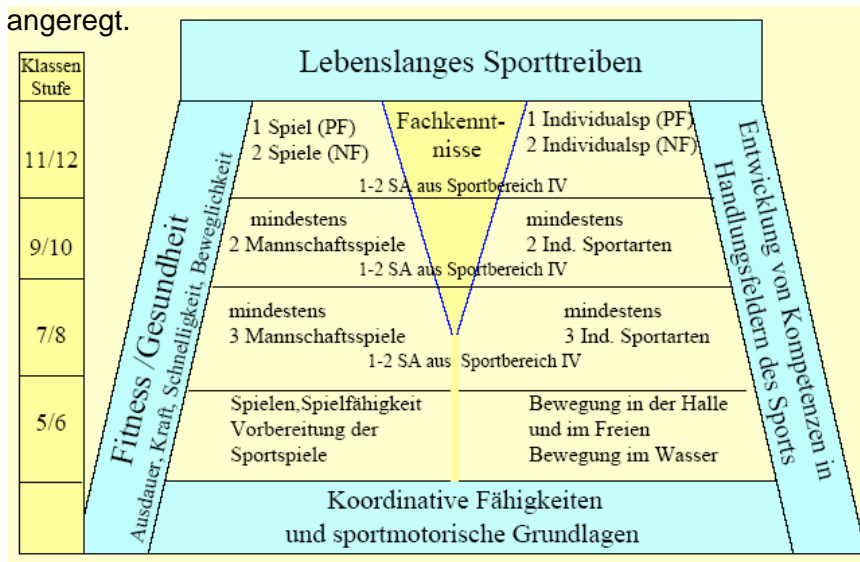 angeregt.
Klassen
Stufe
Lebenslanges Sporttreiben
11/12
1 Spiel (PF)
2 Spiele (NF)
Fachkennt-
nisse
1 Individualsp (PF)
2 Individualsp (NF)
1-2 SA aus Sportbereich IV
9/10
mindestens
2 Mannschaftsspiele
mindestens
2 Ind. Sportarten
1-2 SA aus Sportbereich IV
7/8
mindestens
3 Mannschaftsspiele
mindestens
3 Ind. Sportarten
1-2 SA aus Sportbereich IV
5/6
Spielen,Spielfähigkeit
Vorbereitung der
Sportspiele
Bewegung in der Halle
und im Freien
Bewegung im Wasser
Fitness /Gesundheit
Ausdauer, Kraft, Schnelligkeit, Beweglichkeit
Entwicklung von Kompetenzen in
Handlungsfeldern des Sports
Koordinative Fähigkeiten
und sportmotorische Grundlagen